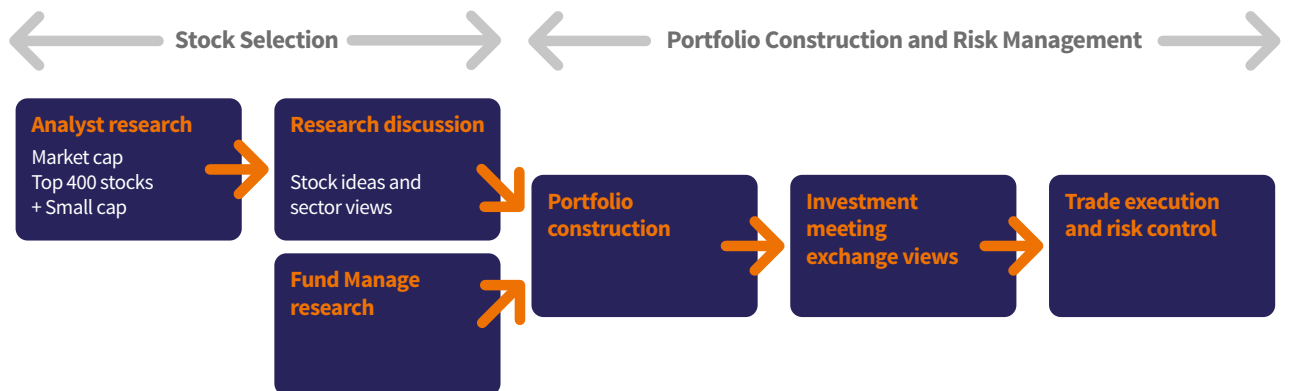 Stock Selection
Portfolio Construction and Risk Management
Analyst research
Market cap
Top 400 stocks
+ Small cap
Research discussion
Stock ideas and
sector views
Fund Manage
research
Portfolio
construction
Investment
meeting
exchange views
Trade execution
and risk control